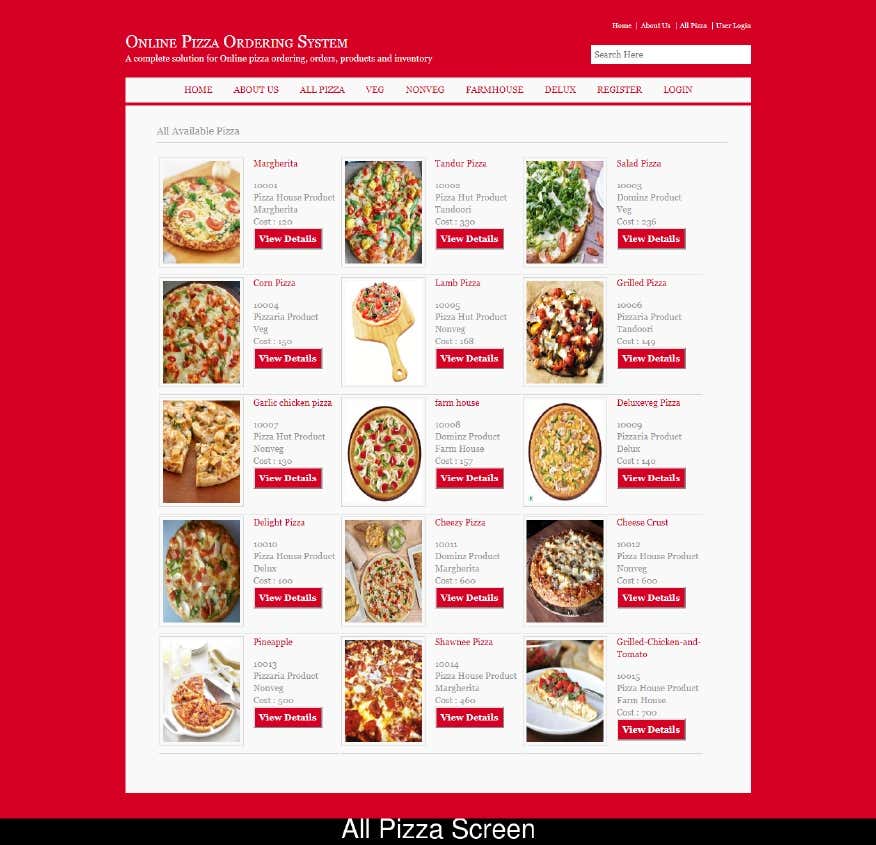 Home | About Us | All Pizza | User Login
Online Pizza Ordering System
A complete solution for Online pizza ordering, orders, products and inventory
Search Here
HOME ABOUT US ALL PIZZA VEG NONVEG FARMHOUSE DELUX REGISTER LOGIN
All Available Pizza
Margherita
10001
Pizza House Product
Margherita
Cost : 120
View Details
Tandur Pizza
10002
Pizza Hut Product
Tandoori
Cost : 330
View Details
Salad Pizza
10003
Dominz Product
Veg
Cost : 236
View Details
Corn Pizza
10004
Pizzaria Product
Veg
Cost : 150
View Details
Lamb Pizza
10005
Pizza Hut Product
Nonveg
Cost : 168
View Details
Grilled Pizza
10006
Pizzaria Product
Tandoori
Cost : 149
View Details
Garlic chicken pizza
10007
Pizza Hut Product
Nonveg
Cost : 130
View Details
farm house
10008
Dominz Product
Farm House
Cost : 157
View Details
Deluxeveg Pizza
10009
Pizzaria Product
Delux
Cost : 140
View Details
Delight Pizza
10010
Pizza House Product
Delux
Cost : 100
View Details
Cheezy Pizza
10011
Dominz Product
Margherita
Cost : 600
View Details
Cheese Crust
10012
Pizza House Product
Nonveg
Cost : 600
View Details
Pineapple
10013
Pizzaria Product
Nonveg
Cost : 500
View Details
Shawnee Pizza
10014
Pizza House Product
Margherita
Cost : 460
View Details
Grilled-Chicken-and-
Tomato
10015
Pizza House Product
Farm House
Cost : 700
View Details
All Pizza Screen